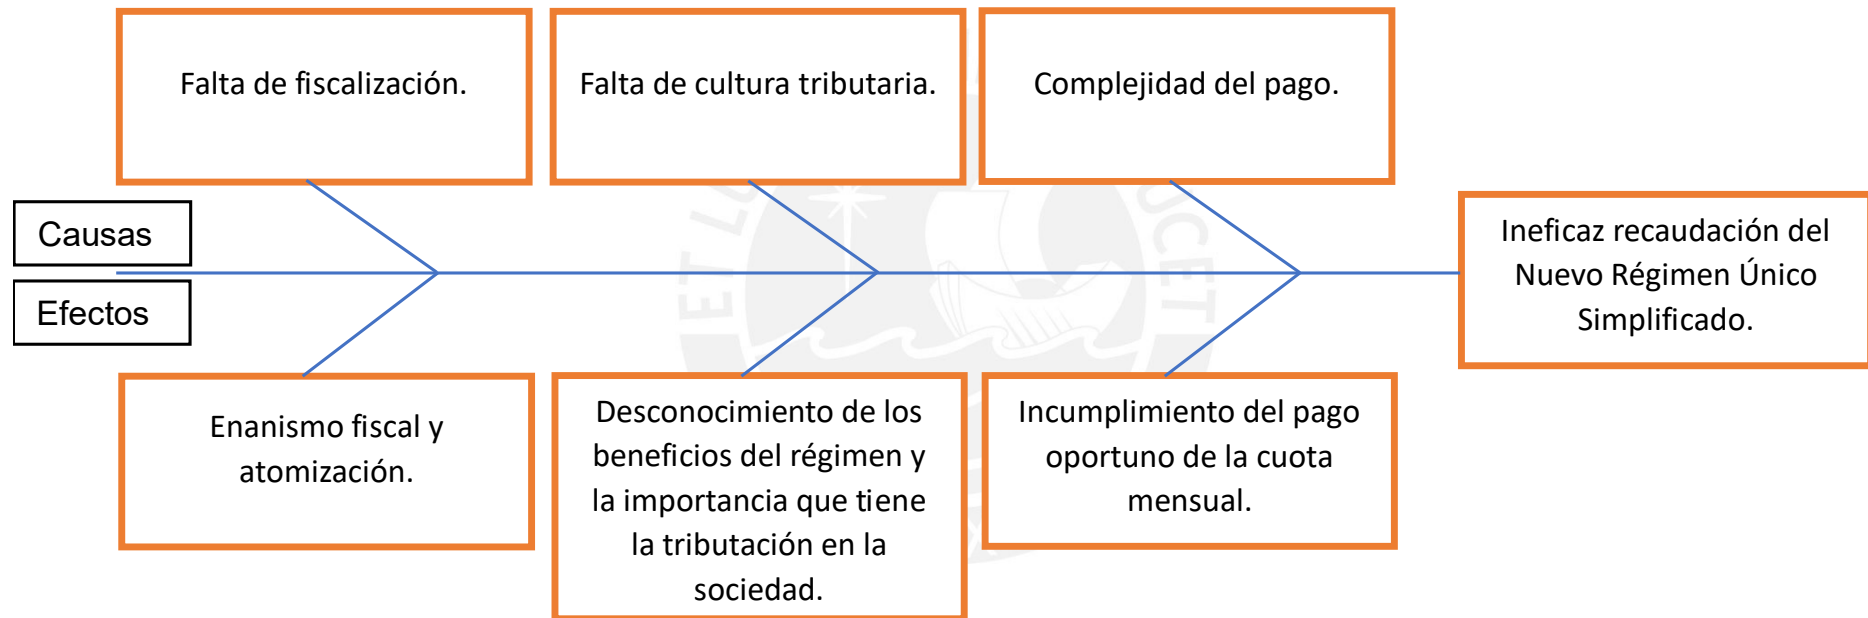 Falta de fiscalización.
Falta de cultura tributaria.
Complejidad del pago.
Causas
Efectos
Ineficaz recaudación del
Nuevo Régimen Único
Simplificado.
Enanismo fiscal y
atomización.
Desconocimiento de los
beneficios del régimen y
la importancia que tiene
la tributación en la
sociedad.
Incumplimiento del pago
oportuno de la cuota
mensual.